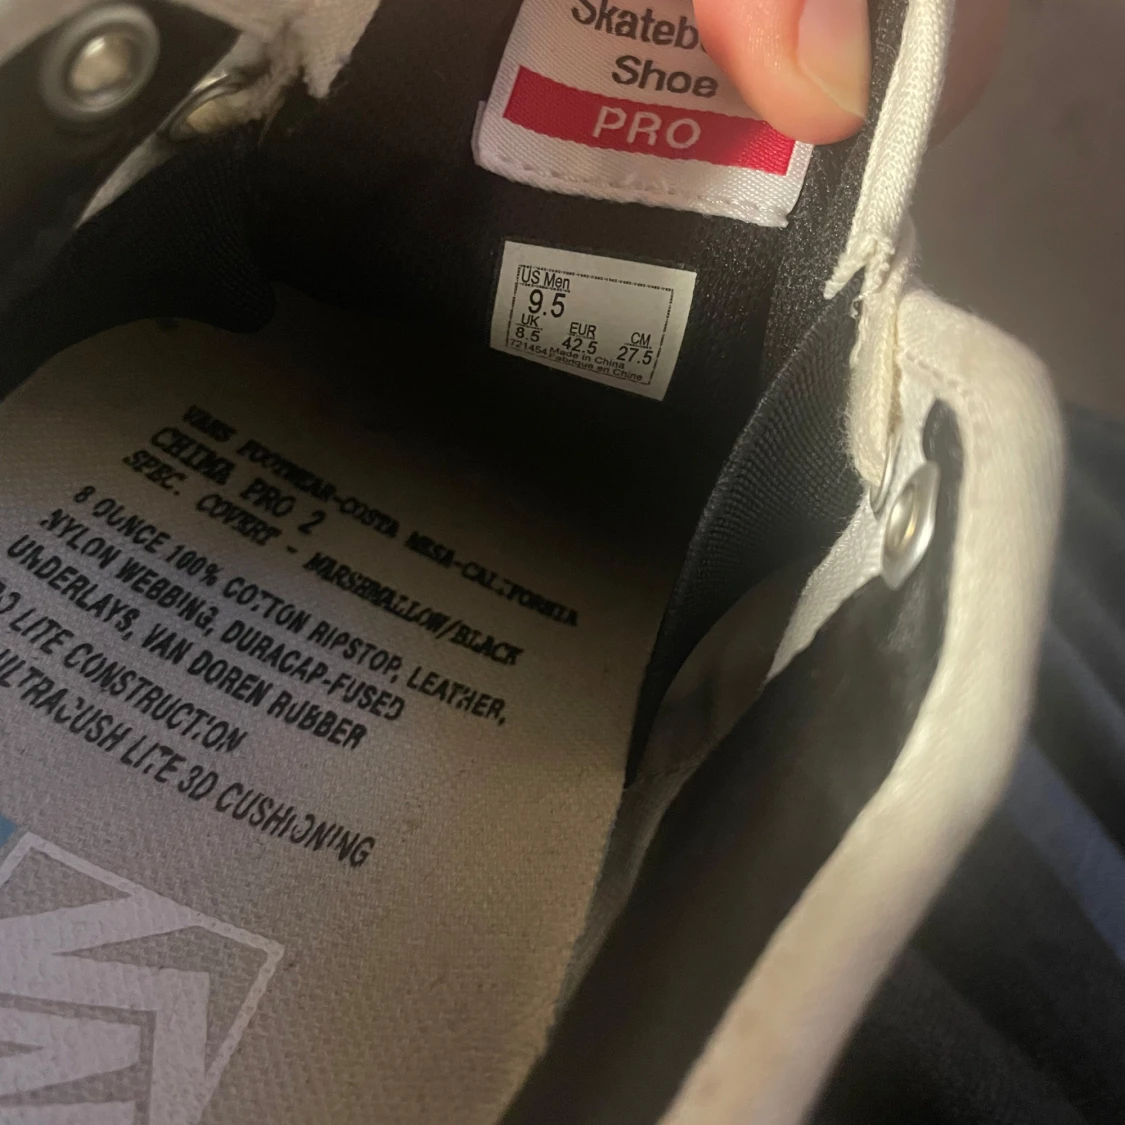 Skateb
Shoe
PRO
US Men
9.5
UK EUR CM
8.5 42.5 27.5
721454 Made in China
Fabriqué en Chine
VANS FOOTWEAR-COSTA MESA-CALIFORNIA
CHIMA PRO 2
SPEC. COVERT - MARSHMALLOW/BLACK
8 OUNCE 100% COTTON RIPSTOP, LEATHER,
NYLON WEBBING, DURACAP-FUSED
UNDERLAYS, VAN DOREN RUBBER
LITE CONSTRUCTION
ULTRACUSH LITE 3D CUSHIONING